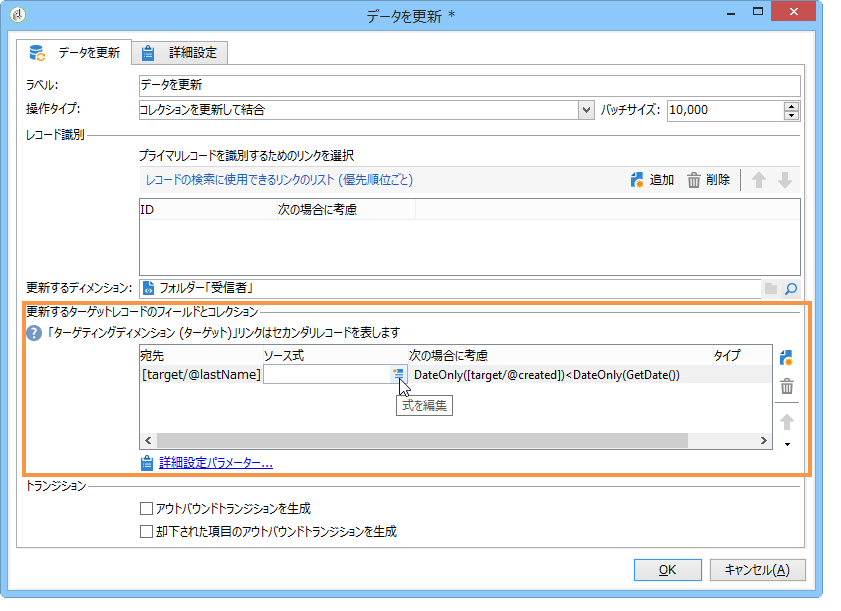 データを更新 *
データを更新
詳細設定
ラベル:
データを更新
操作タイプ:
コレクションを更新して結合
バッチサイズ:
10,000
レコード識別
プライマリレコードを識別するためのリンクを選択
レコードの検索に使用できるリンクのリスト (優先順位ごと)
追加
削除
ID
次の場合に考慮
更新するディメンション:
フォルダー「受信者」
更新するターゲットレコードのフィールドとコレクション
「ターゲティングディメンション (ターゲット)」リンクはセカンダリレコードを表します
宛先
ソース式
次の場合に考慮
タイプ
[target/@lastName]
DateOnly([target/@created])<DateOnly(GetDate())
式を編集
詳細設定パラメーター...
トランジション
アウトバウンドトランジションを生成
却下された項目のアウトバウンドトランジションを生成
OK
キャンセル(A)